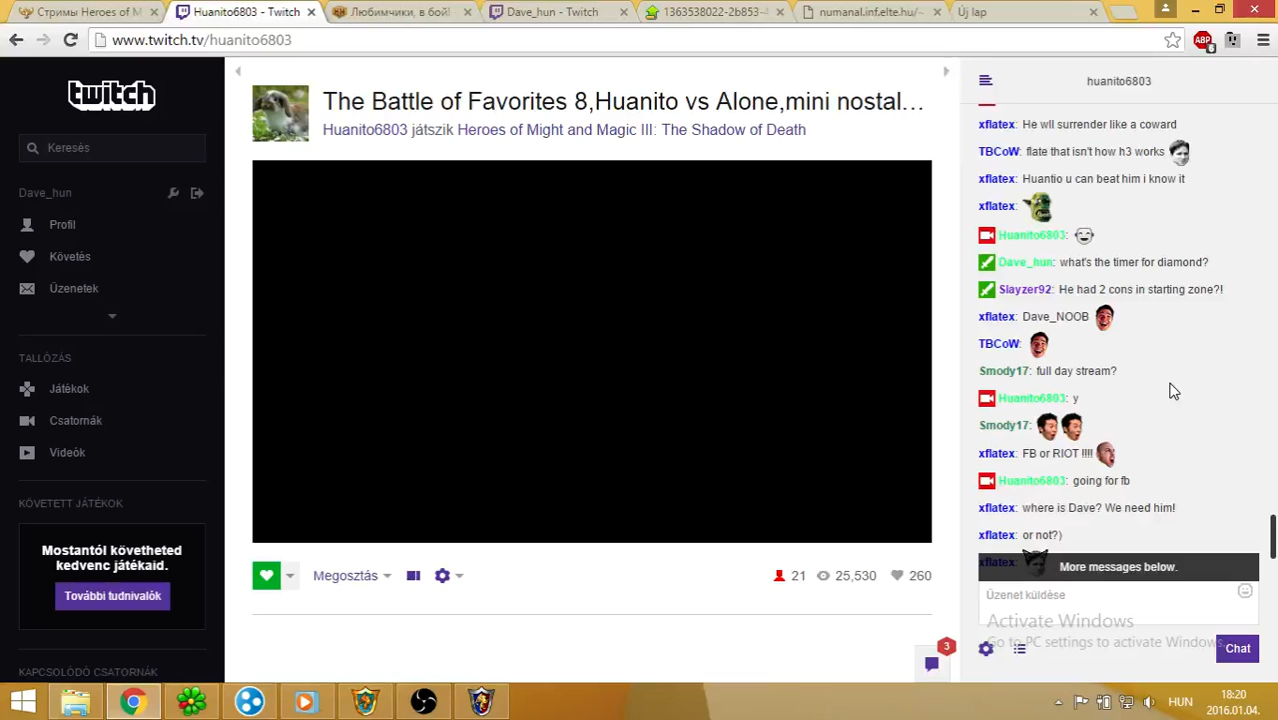 Стримы Heroes of M
Huanito6803 - Twitch
Любимчики, в бой!
Dave_hun - Twitch
1363538022-2b853
numanal.inf.elte.hu/
Új lap
www.twitch.tv/huanito6803
6
twitch
Keresés
Dave_hun
Profil
Követés
Üzenetek
TALLÓZÁS
Játékok
Csatornák
Videók
KÖVETETT JÁTÉKOK
Mostantól követheted
kedvenc játékaid.
További tudnivalók
KAPCSOLÓDÓ CSATORNÁK
The Battle of Favorites 8,Huanito vs Alone,mini nostal...
Huanito6803 játszik Heroes of Might and Magic III: The Shadow of Death
Megosztás
21
25,530
260
3
huanito6803
xflatex: He wll surrender like a coward
TBCoW: flate that isn't how h3 works
xflatex: Huantio u can beat him i know it
xflatex:
Huanito6803:
Dave_hun: what's the timer for diamond?
Slayzer92: He had 2 cons in starting zone?!
xflatex: Dave_NOOB
TBCoW:
Smody17: full day stream?
Huanito6803: y
Smody17:
xflatex: FB or RIOT !!!!
Huanito6803: going for fb
xflatex: where is Dave? We need him!
xflatex: or not?)
xflatex:
More messages below.
Üzenet küldése
Activate Windows
Go to PC settings to activate Windows.
Chat
HUN
18:20
2016.01.04.